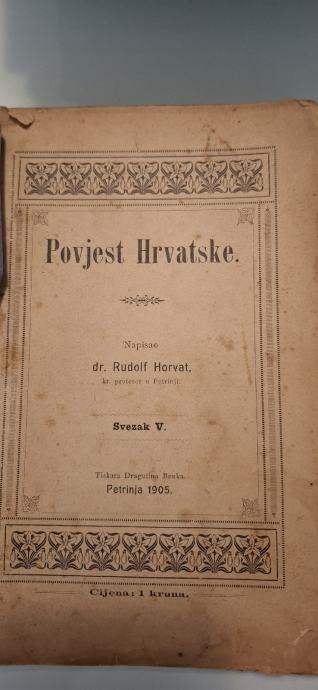 Povjest Hrvatske.
Napisao
dr. Rudolf Horvat,
kr. profesor u Petrinji.
Svezak V.
Tiskara Dragutina Benka.
Petrinja 1905.
Cijena: 1 kruna.